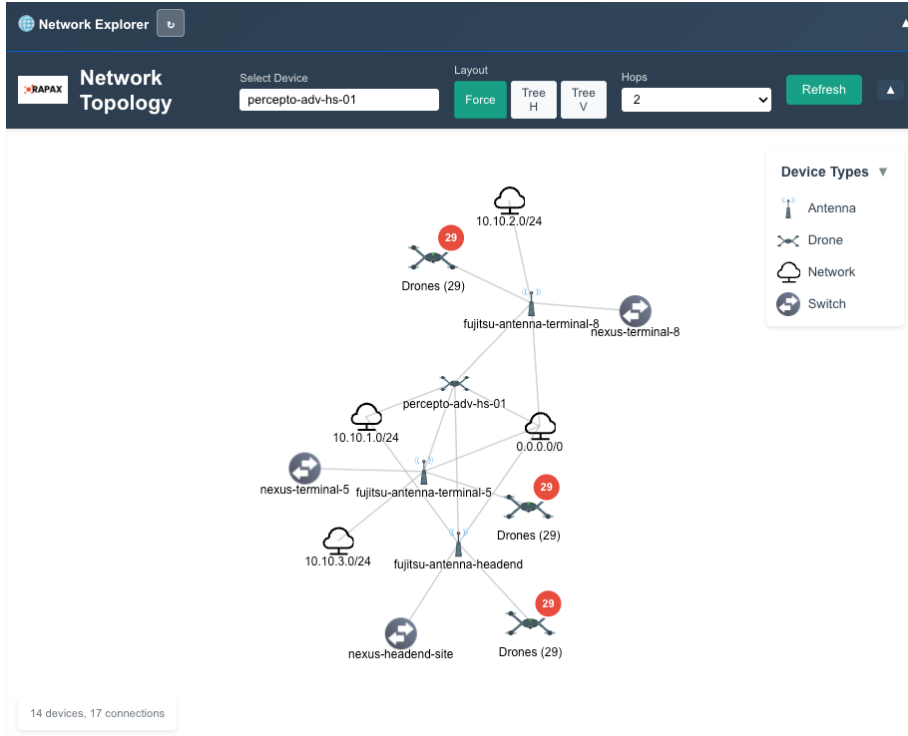 Network Explorer
↻
▲
RAPAX
Network
Topology
Select Device
percepto-adv-hs-01
Layout
Force
Tree
H
Tree
V
Hops
2
Refresh
▲
Device Types ▼
Antenna
Drone
Network
Switch
10.10.2.0/24
29
Drones (29)
fujitsu-antenna-terminal-8
nexus-terminal-8
percepto-adv-hs-01
10.10.1.0/24
0.0.0.0/0
nexus-terminal-5
fujitsu-antenna-terminal-5
29
Drones (29)
10.10.3.0/24
fujitsu-antenna-headend
29
Drones (29)
nexus-headend-site
14 devices, 17 connections